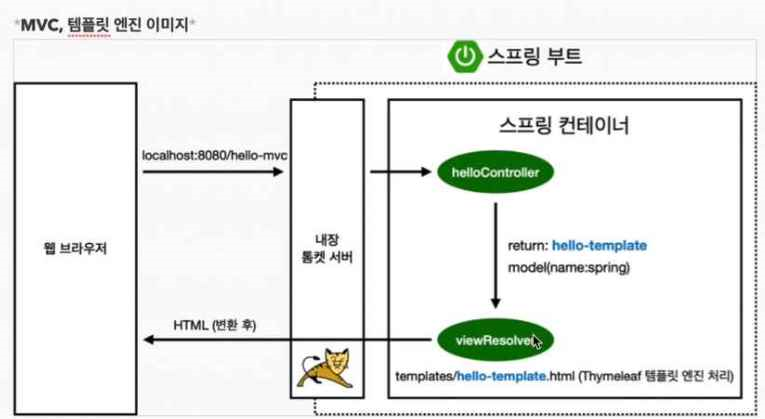 *MVC, 템플릿 엔진 이미지*
스프링 부트
스프링 컨테이너
localhost:8080/hello-mvc
helloController
웹 브라우저
내장
톰켓 서버
return: hello-template
model(name:spring)
HTML (변환 후)
viewResolver
templates/hello-template.html (Thymeleaf 템플릿 엔진 처리)